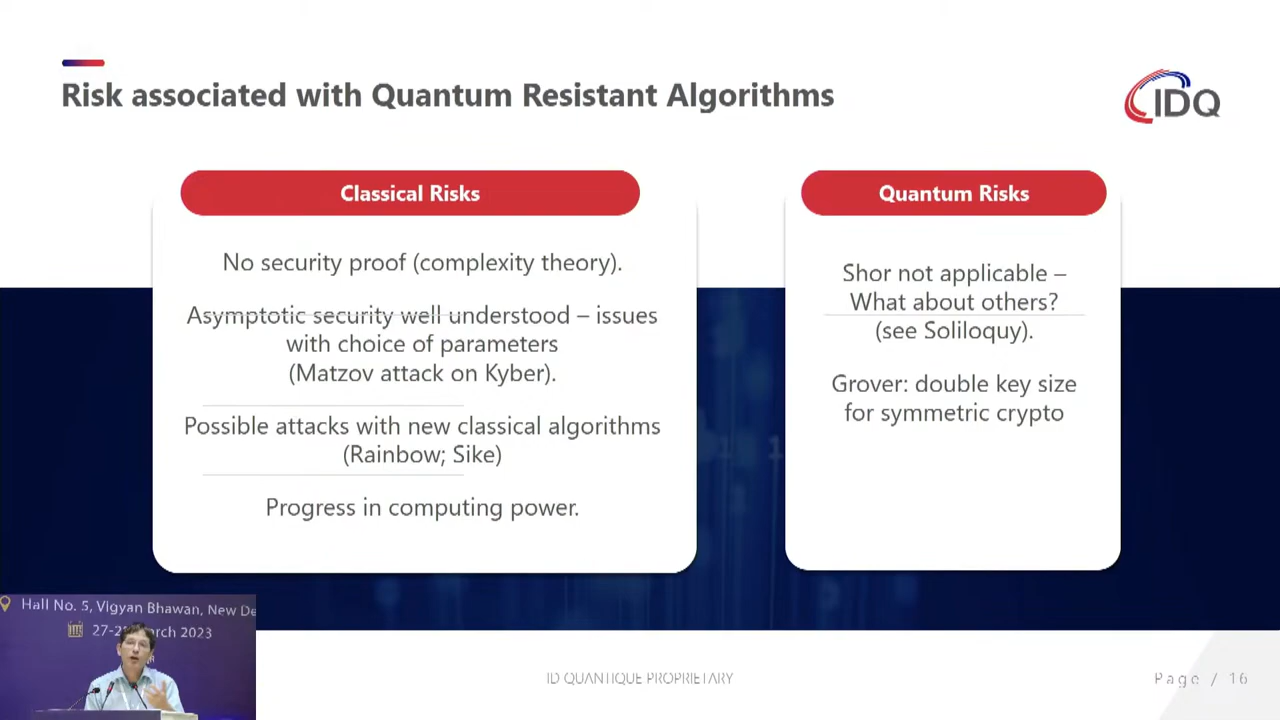 Risk associated with Quantum Resistant Algorithms
IDQ
Classical Risks
No security proof (complexity theory).
Asymptotic security well understood – issues
with choice of parameters
(Matzov attack on Kyber).
Possible attacks with new classical algorithms
(Rainbow; Sike)
Progress in computing power.
Quantum Risks
Shor not applicable –
What about others?
(see Soliloquy).
Grover: double key size
for symmetric crypto
Hall No. 5, Vigyan Bhawan, New
March 2023
ID QUANTIQUE PROPRIETARY
Page / 16